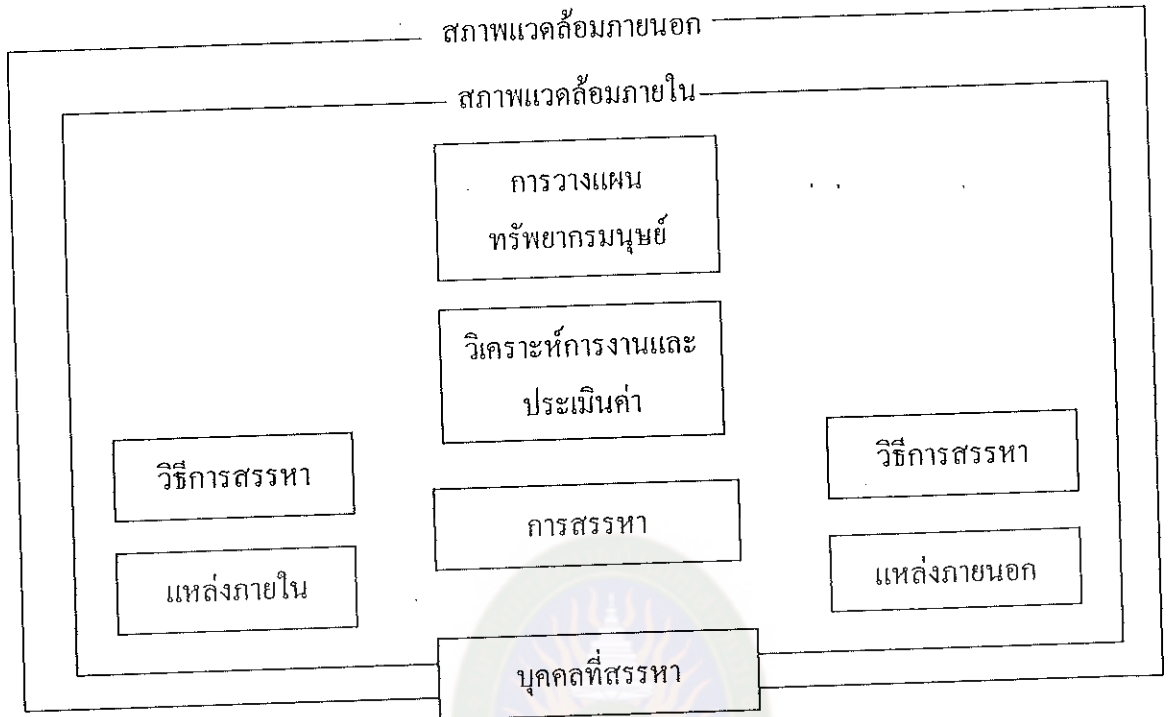 สภาพแวดล้อมภายนอก
สภาพแวดล้อมภายใน
การวางแผน
ทรัพยากรมนุษย์
วิเคราะห์การงานและ
ประเมินค่า
วิธีการสรรหา
การสรรหา
วิธีการสรรหา
แหล่งภายใน
แหล่งภายนอก
บุคคลที่สรรหา